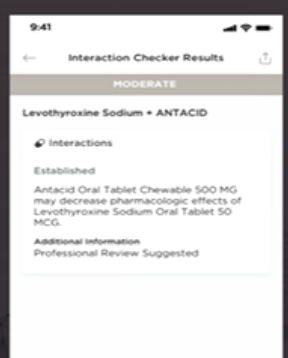 9:41
Interaction Checker Results
MODERATE
Levothyroxine Sodium + ANTACID
Interactions
Established
Antacid Oral Tablet Chewable 500 MG
may decrease pharmacologic effects of
Levothyroxine Sodium Oral Tablet 50
MCG.
Additional Information
Professional Review Suggested